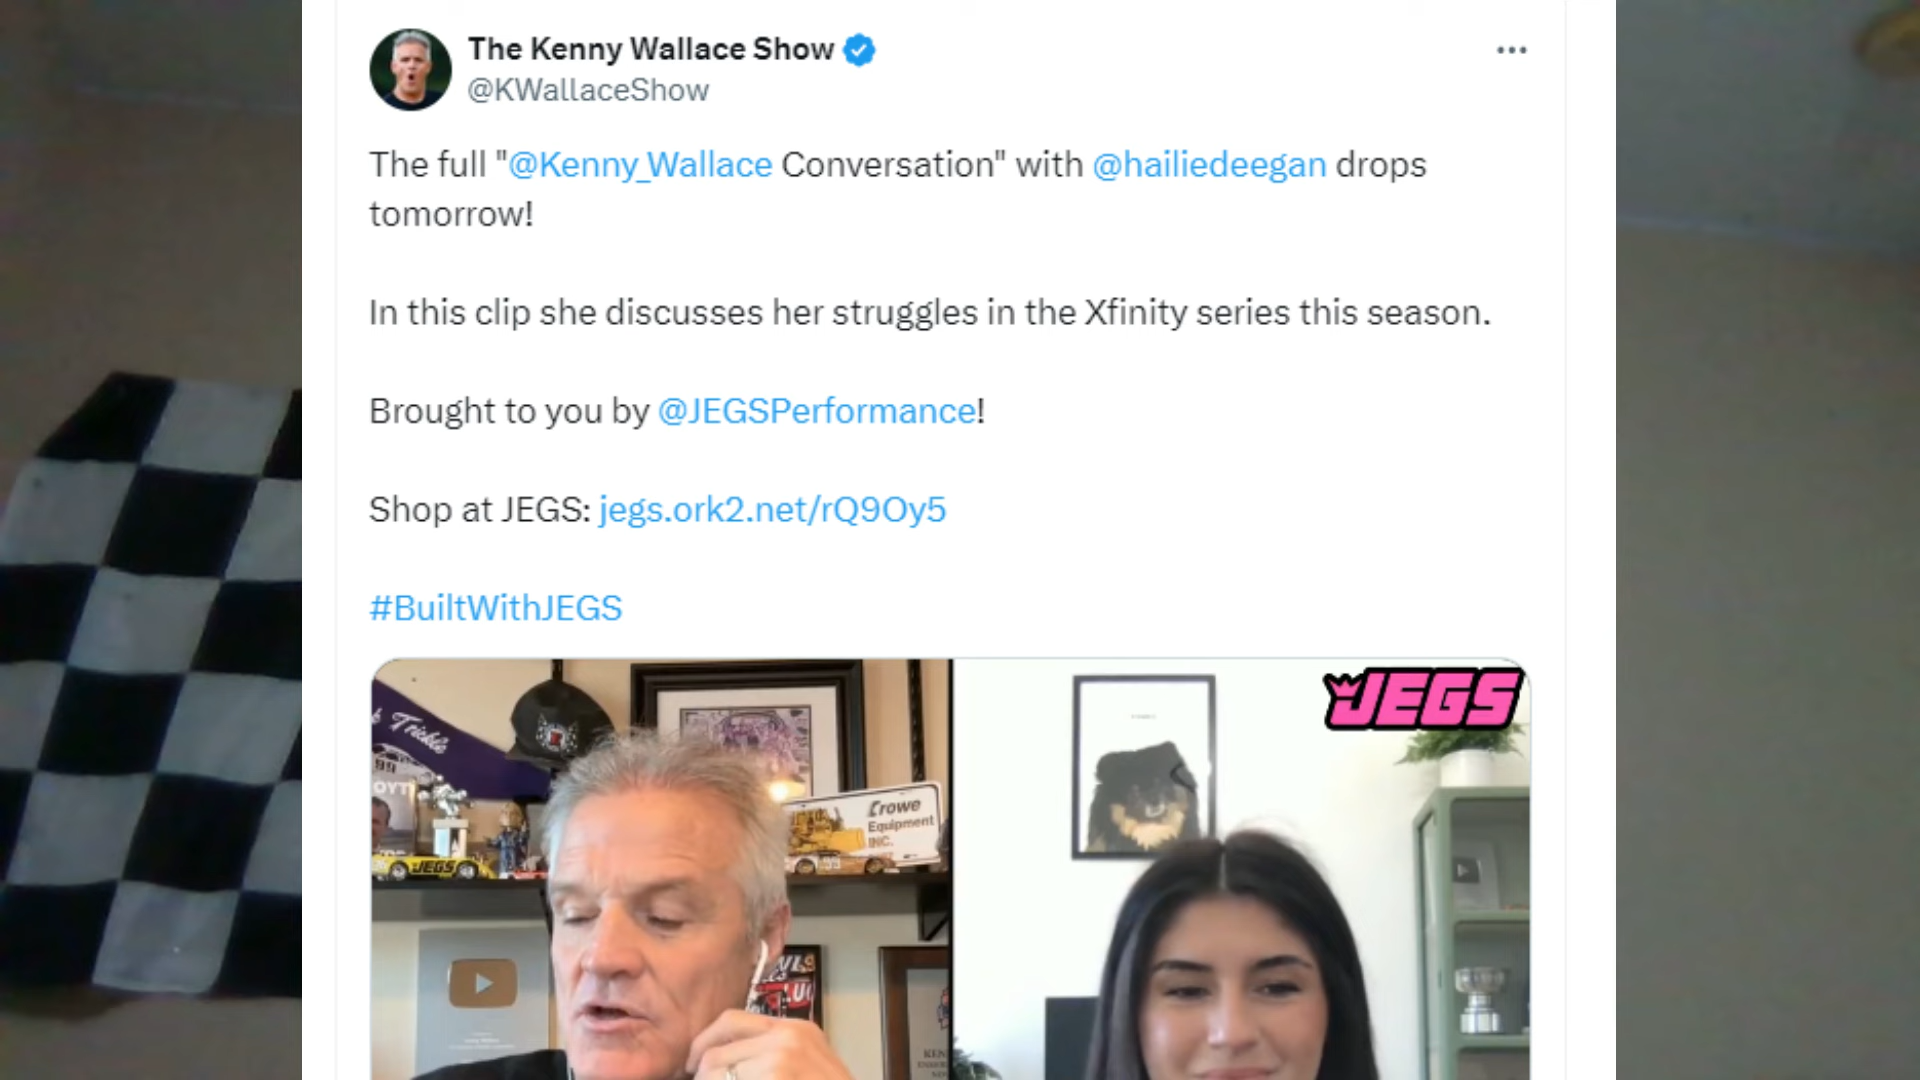 The Kenny Wallace Show
@KWallaceShow
The full "@Kenny_Wallace Conversation" with @hailiedeegan drops
tomorrow!
In this clip she discusses her struggles in the Xfinity series this season.
Brought to you by @JEGSPerformance!
Shop at JEGS: jegs.ork2.net/rQ9Oy5
#BuiltWithJEGS
JEGS
Trickle
99
JEGS
Crowe
Equipment
INC.